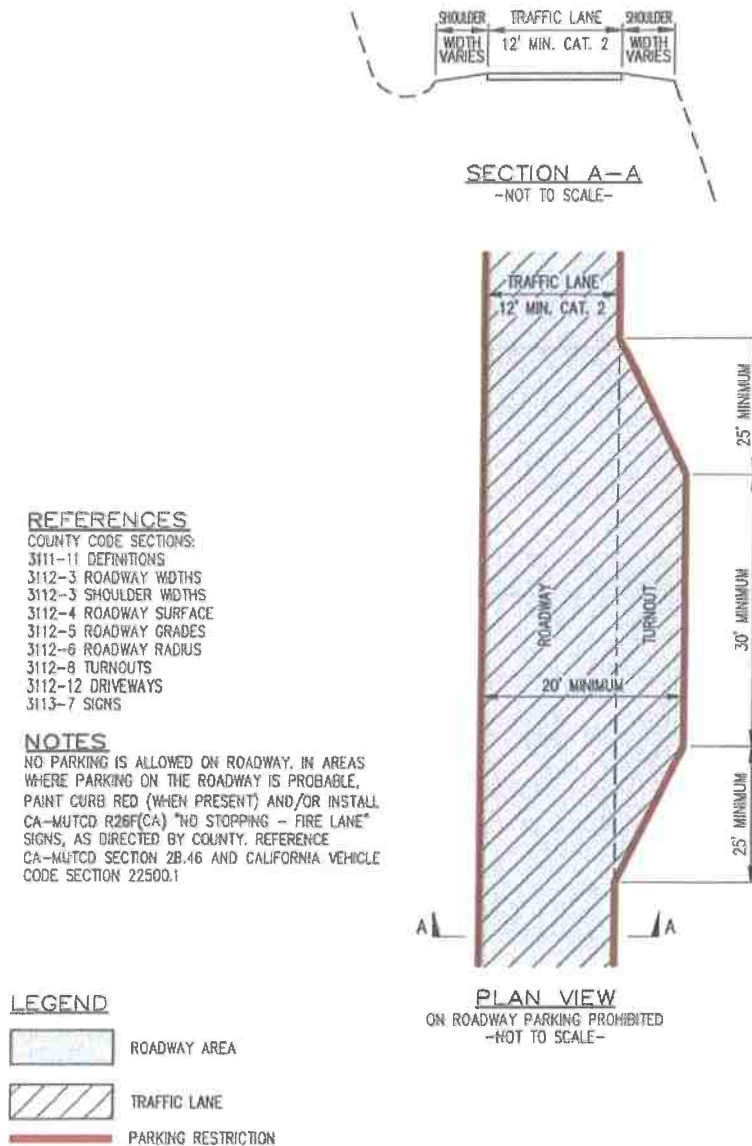 SHOULDER TRAFFIC LANE SHOULDER
WIDTH VARIES 12' MIN. CAT. 2 WIDTH VARIES
SECTION A-A
-NOT TO SCALE-
TRAFFIC LANE
12' MIN. CAT. 2
25' MINIMUM
ROADWAY
TURNOUT
30' MINIMUM
20' MINIMUM
25' MINIMUM
A
A
PLAN VIEW
ON ROADWAY PARKING PROHIBITED
-NOT TO SCALE-
REFERENCES
COUNTY CODE SECTIONS:
3111-11 DEFINITIONS
3112-3 ROADWAY WIDTHS
3112-3 SHOULDER WIDTHS
3112-4 ROADWAY SURFACE
3112-5 ROADWAY GRADES
3112-6 ROADWAY RADIUS
3112-8 TURNOUTS
3112-12 DRIVEWAYS
3113-7 SIGNS
NOTES
NO PARKING IS ALLOWED ON ROADWAY. IN AREAS
WHERE PARKING ON THE ROADWAY IS PROBABLE,
PAINT CURB RED (WHEN PRESENT) AND/OR INSTALL
CA-MUTCD R26F(CA) "NO STOPPING - FIRE LANE"
SIGNS, AS DIRECTED BY COUNTY. REFERENCE
CA-MUTCD SECTION 2B.46 AND CALIFORNIA VEHICLE
CODE SECTION 22500.1
LEGEND
ROADWAY AREA
TRAFFIC LANE
PARKING RESTRICTION